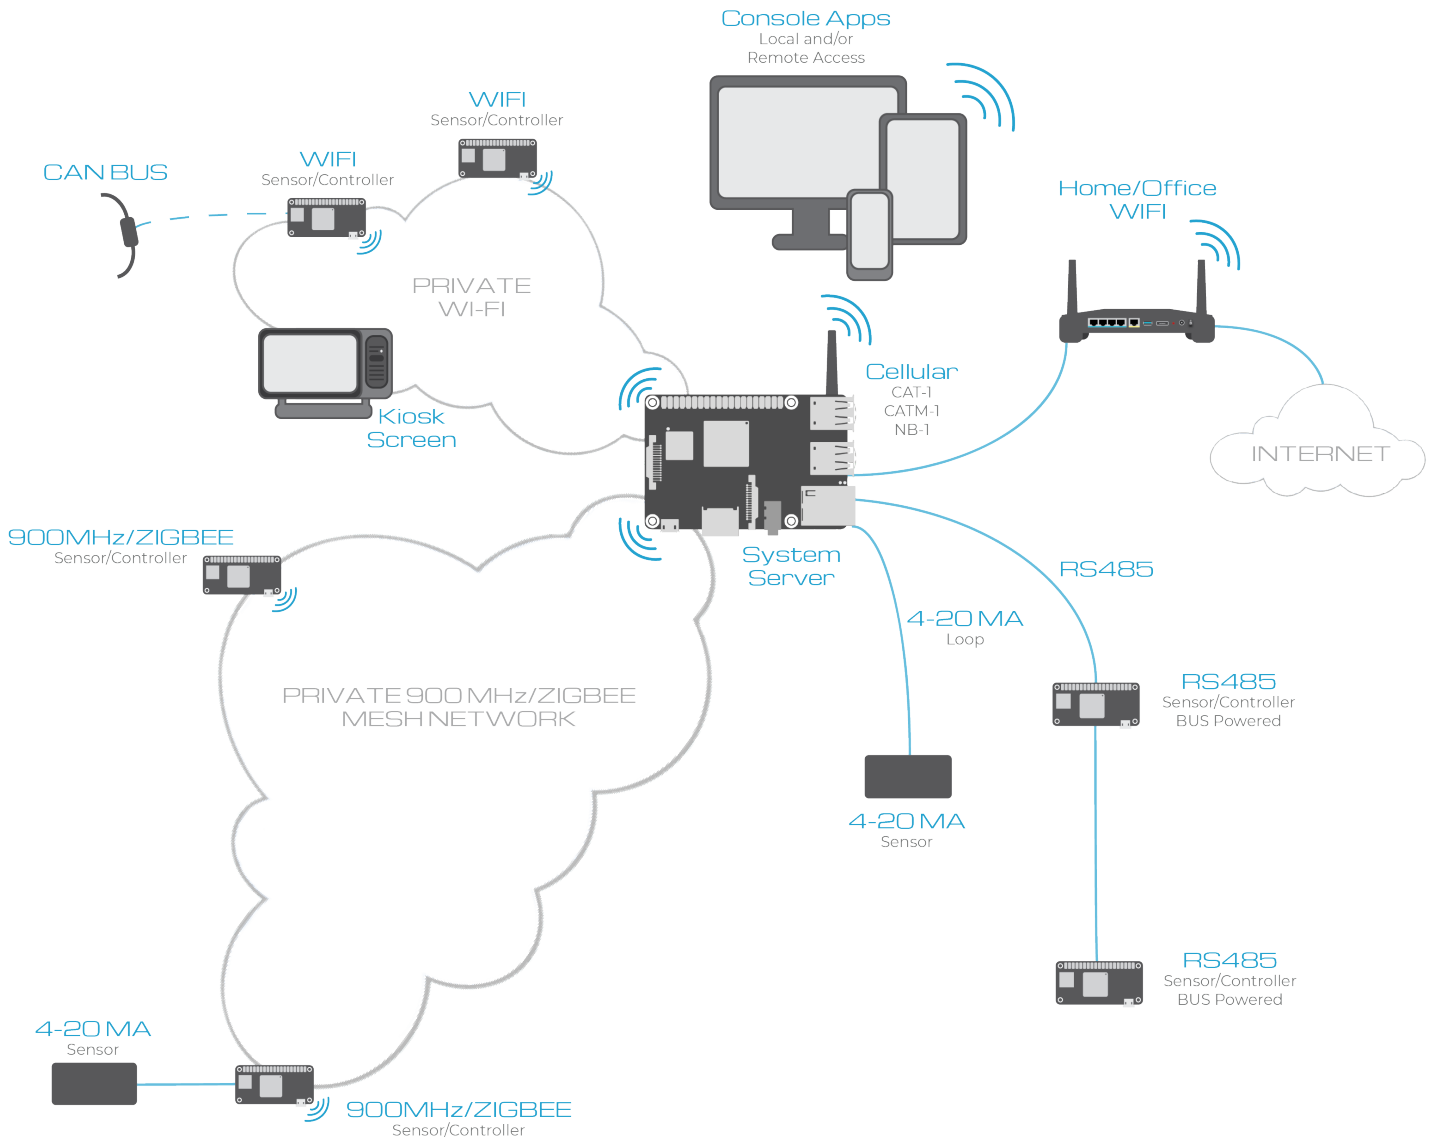 Console Apps
Local and/or
Remote Access
WIFI
Sensor/Controller
WIFI
Sensor/Controller
CAN BUS
Home/Office
WIFI
PRIVATE
WI-FI
Cellular
CAT-1
CATM-1
NB-1
Kiosk
Screen
INTERNET
900MHz/ZIGBEE
Sensor/Controller
System
Server
RS485
4-20 MA
Loop
PRIVATE 900 MHz/ZIGBEE
MESH NETWORK
RS485
Sensor/Controller
BUS Powered
4-20 MA
Sensor
RS485
Sensor/Controller
BUS Powered
4-20 MA
Sensor
900MHz/ZIGBEE
Sensor/Controller